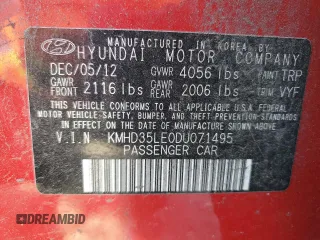 MANUFACTURED IN KOREA BY
HYUNDAI MOTOR COMPANY
DEC/05/12 GVWR 4056 lbs PAINT TRP
GAWR FRONT 2116 lbs GAWR REAR 2006 lbs TRIM VYF
THIS VEHICLE CONFORMS TO ALL APPLICABLE FEDERAL
MOTOR VEHICLE SAFETY, BUMPER, AND THEFT PREVENTION
STANDARDS IN EFFECT ON THE DATE OF MANUFACTURE
SHOWN ABOVE.
V.I.N KMHD35LE0DU071495
PASSENGER CAR
DREAMBID